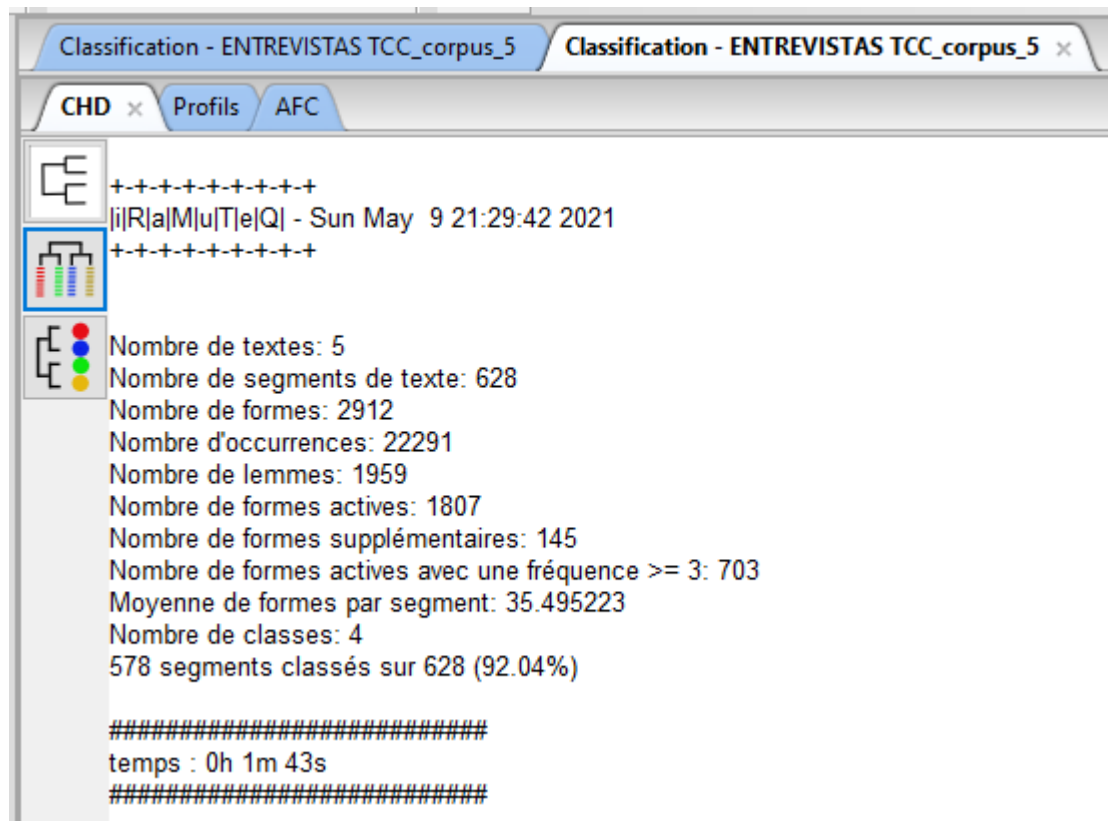 Classification - ENTREVISTAS TCC_corpus_5 Classification - ENTREVISTAS TCC_corpus_5 ×
CHD × Profils AFC
+-+-+-+-+-+-+-+-+
|i|R|a|M|u|T|e|Q| - Sun May  9 21:29:42 2021
+-+-+-+-+-+-+-+-+
Nombre de textes: 5
Nombre de segments de texte: 628
Nombre de formes: 2912
Nombre d'occurrences: 22291
Nombre de lemmes: 1959
Nombre de formes actives: 1807
Nombre de formes supplémentaires: 145
Nombre de formes actives avec une fréquence >= 3: 703
Moyenne de formes par segment: 35.495223
Nombre de classes: 4
578 segments classés sur 628 (92.04%)
###########################
temps : 0h 1m 43s
###########################